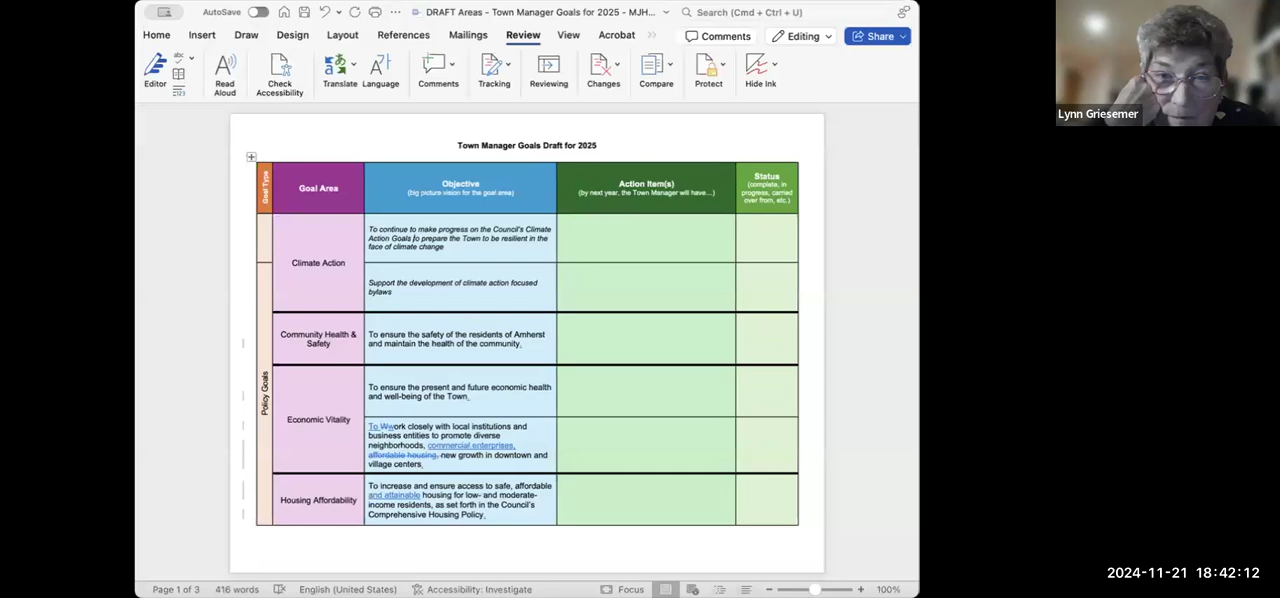 AutoSave
DRAFT Areas - Town Manager Goals for 2025 - MJH...
Search (Cmd + Ctrl + U)
Home Insert Draw Design Layout References Mailings Review View Acrobat
Comments Editing Share
Editor
Read Aloud
Check Accessibility
Translate Language
Comments
Tracking
Reviewing
Changes
Compare
Protect
Hide Ink
Lynn Griesemer
Town Manager Goals Draft for 2025
Goal Type
Goal Area
Objective
(big picture vision for the goal area)
Action Item(s)
(by next year, the Town Manager will have…)
Status
(complete, in
progress, carried
over from, etc.)
Policy Goals
Climate Action
To continue to make progress on the Council's Climate
Action Goals to prepare the Town to be resilient in the
face of climate change
Support the development of climate action focused
bylaws
Community Health &
Safety
To ensure the safety of the residents of Amherst
and maintain the health of the community.
Economic Vitality
To ensure the present and future economic health
and well-being of the Town.
To Wwork closely with local institutions and
business entities to promote diverse
neighborhoods, commercial enterprises,
affordable housing, new growth in downtown and
village centers.
Housing Affordability
To increase and ensure access to safe, affordable
and attainable housing for low- and moderate-
income residents, as set forth in the Council's
Comprehensive Housing Policy.
Page 1 of 3 416 words English (United States) Accessibility: Investigate Focus 100%
2024-11-21 18:42:12